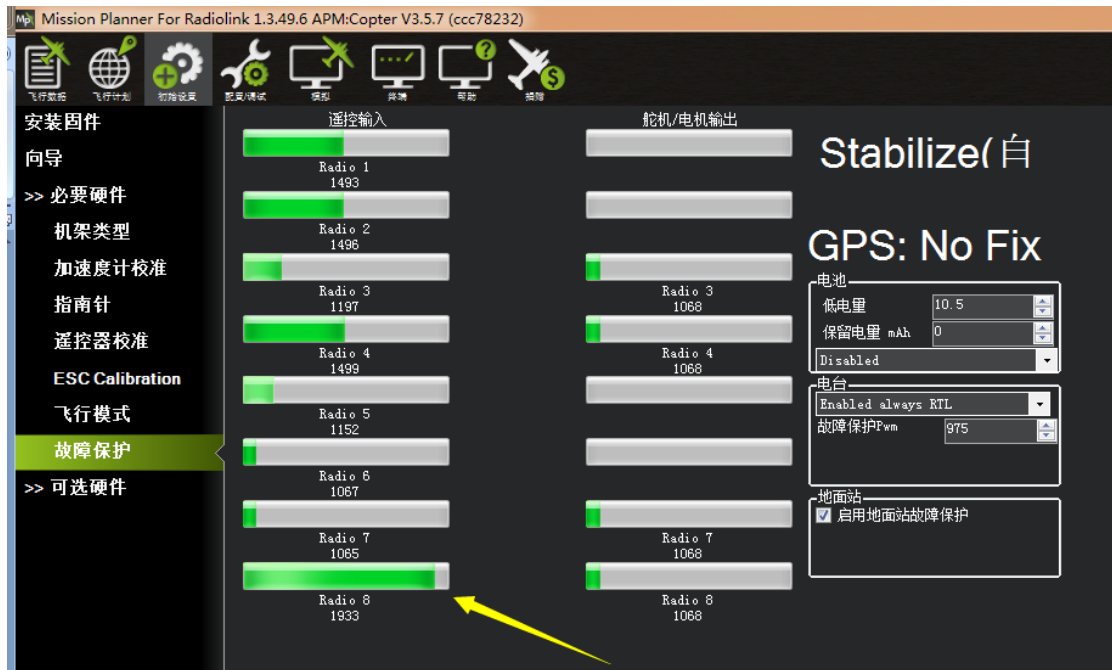 Mission Planner For Radiolink 1.3.49.6 APM:Copter V3.5.7 (ccc78232)
飞行数据 飞行计划 初始设置 配置/调试 模拟 终端 帮助 捐赠
安装固件
向导
>> 必要硬件
机架类型
加速度计校准
指南针
遥控器校准
ESC Calibration
飞行模式
故障保护
>> 可选硬件
遥控输入
Radio 1
1493
Radio 2
1496
Radio 3
1197
Radio 4
1499
Radio 5
1152
Radio 6
1067
Radio 7
1065
Radio 8
1933
舵机/电机输出
Radio 3
1068
Radio 4
1068
Radio 7
1068
Radio 8
1068
Stabilize(自
GPS: No Fix
电池
低电量 10.5
保留电量 mAh 0
Disabled
电台
Enabled always RTL
故障保护Pwm 975
地面站
启用地面站故障保护